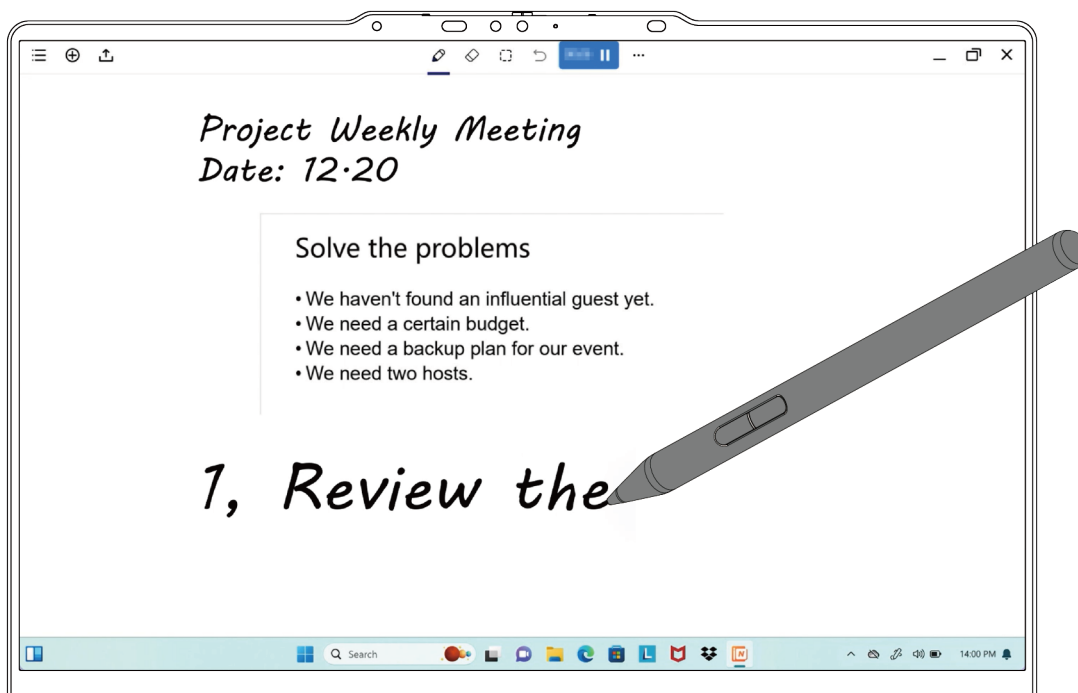 Project Weekly Meeting
Date: 12·20
Solve the problems
• We haven't found an influential guest yet.
• We need a certain budget.
• We need a backup plan for our event.
• We need two hosts.
1, Review the
Search
L
N
14:00 PM